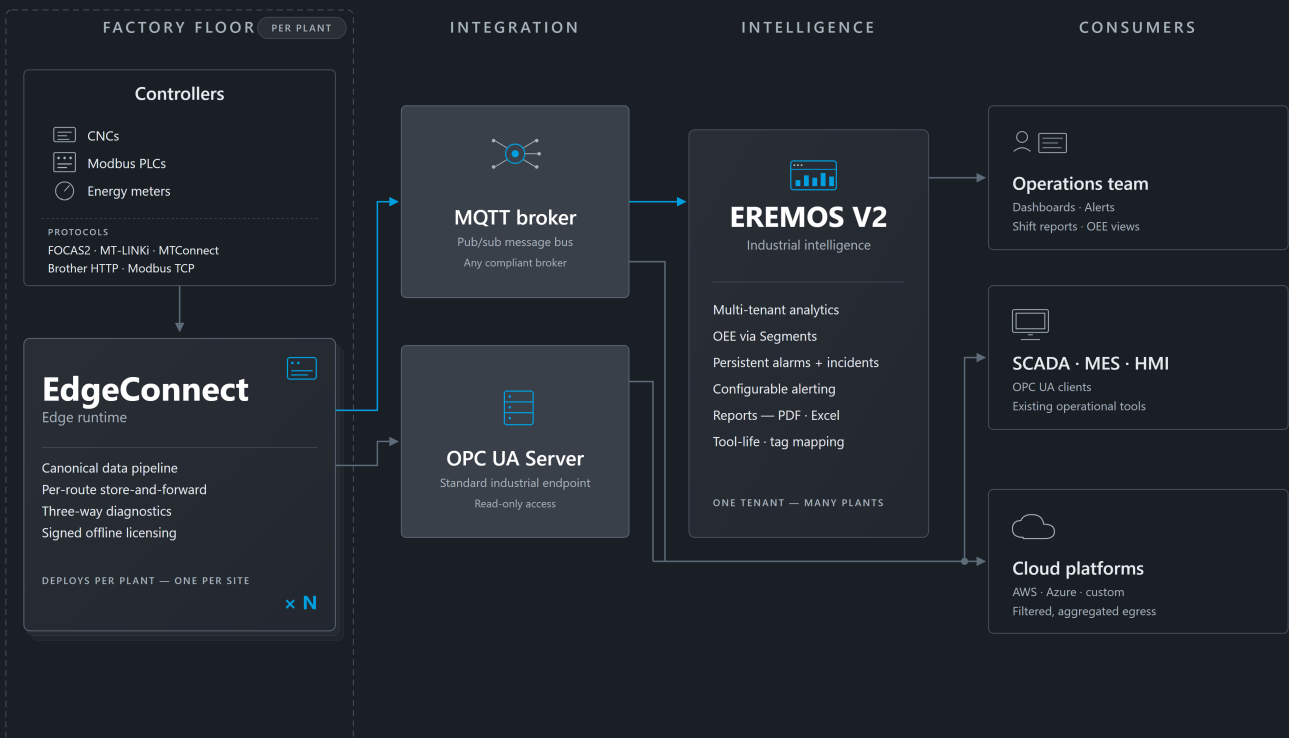 FACTORY FLOOR
PER PLANT
INTEGRATION
INTELLIGENCE
CONSUMERS
Controllers
CNCs
Modbus PLCs
Energy meters
PROTOCOLS
FOCAS2 · MT-LINKi · MTConnect
Brother HTTP · Modbus TCP
EdgeConnect
Edge runtime
Canonical data pipeline
Per-route store-and-forward
Three-way diagnostics
Signed offline licensing
DEPLOYS PER PLANT — ONE PER SITE
× N
MQTT broker
Pub/sub message bus
Any compliant broker
OPC UA Server
Standard industrial endpoint
Read-only access
EREMOS V2
Industrial intelligence
Multi-tenant analytics
OEE via Segments
Persistent alarms + incidents
Configurable alerting
Reports — PDF · Excel
Tool-life · tag mapping
ONE TENANT — MANY PLANTS
Operations team
Dashboards · Alerts
Shift reports · OEE views
SCADA · MES · HMI
OPC UA clients
Existing operational tools
Cloud platforms
AWS · Azure · custom
Filtered, aggregated egress